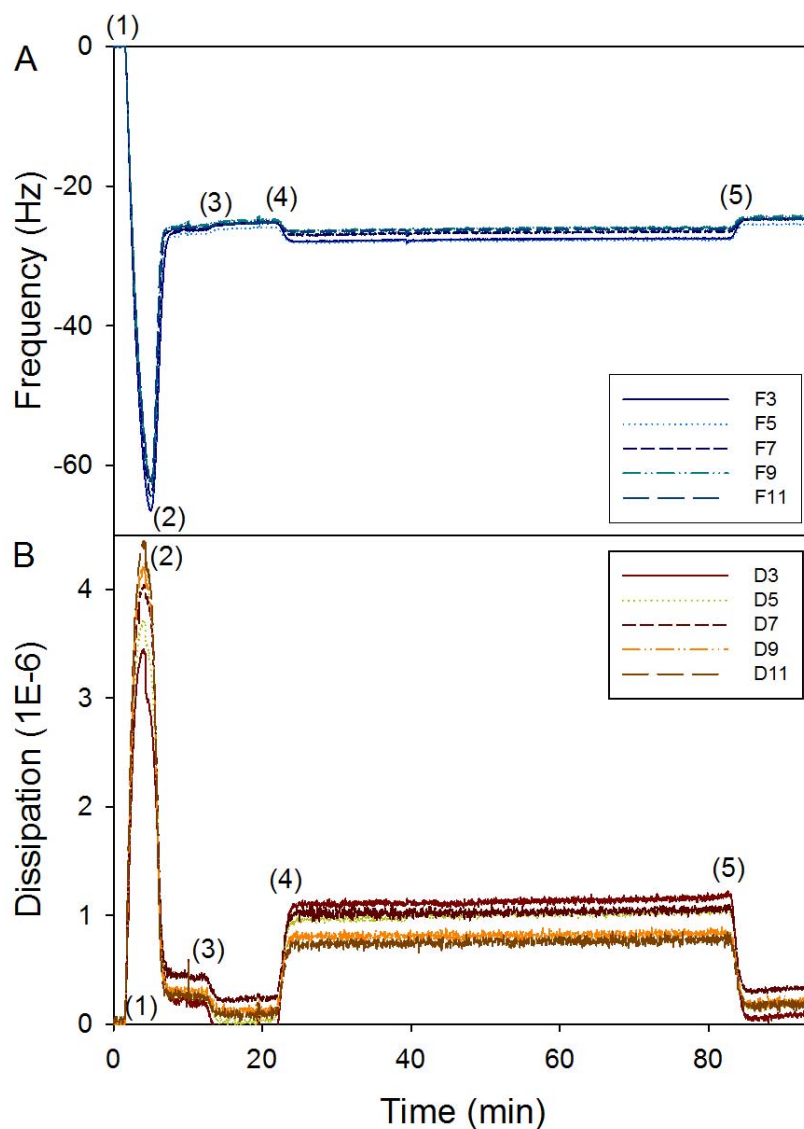 (1)
A
0
-20
-40
-60
Frequency (Hz)
(3)
(4)
(5)
(2)
F3
F5
F7
F9
F11
B
4
3
2
1
0
Dissipation (1E-6)
(2)
(1)
(3)
(4)
(5)
D3
D5
D7
D9
D11
0 20 40 60 80
Time (min)